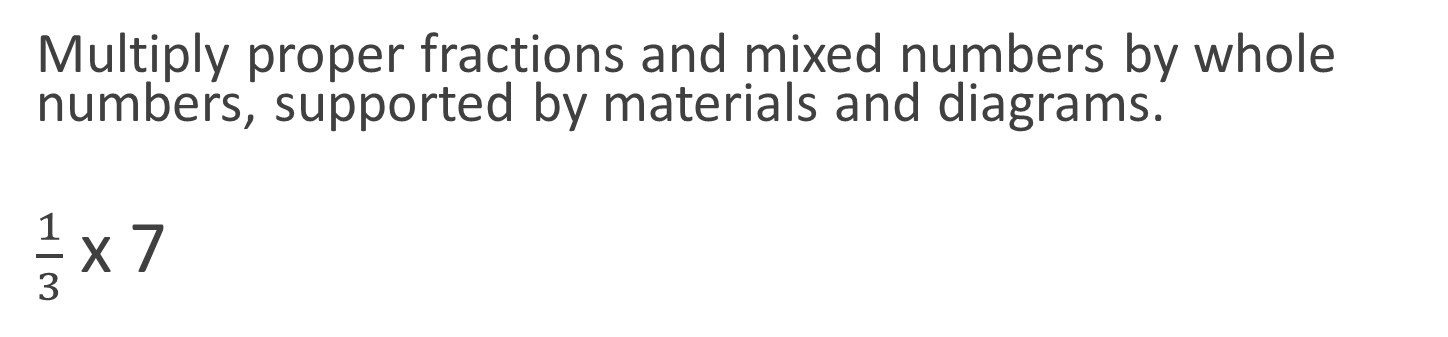 Multiply proper fractions and mixed numbers by whole
numbers, supported by materials and diagrams.
1/3 x 7